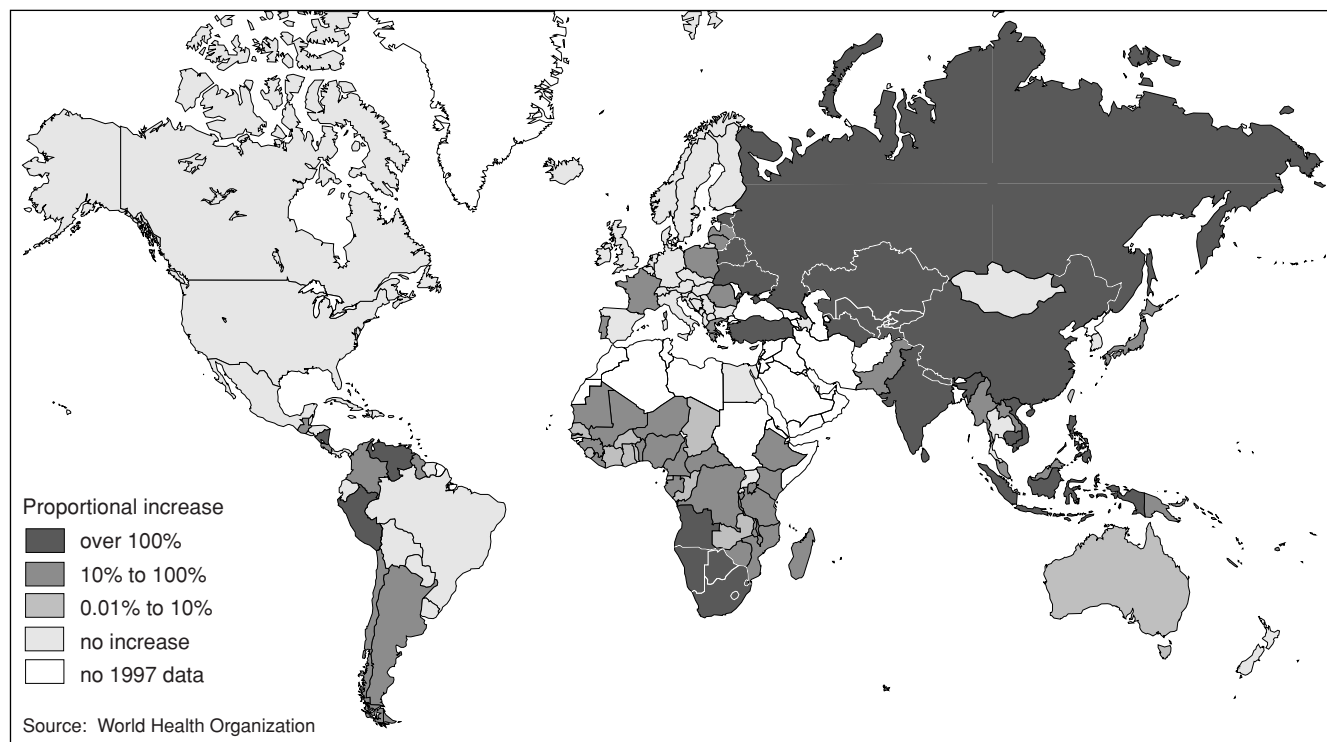 Proportional increase
over 100%
10% to 100%
0.01% to 10%
no increase
no 1997 data
Source: World Health Organization